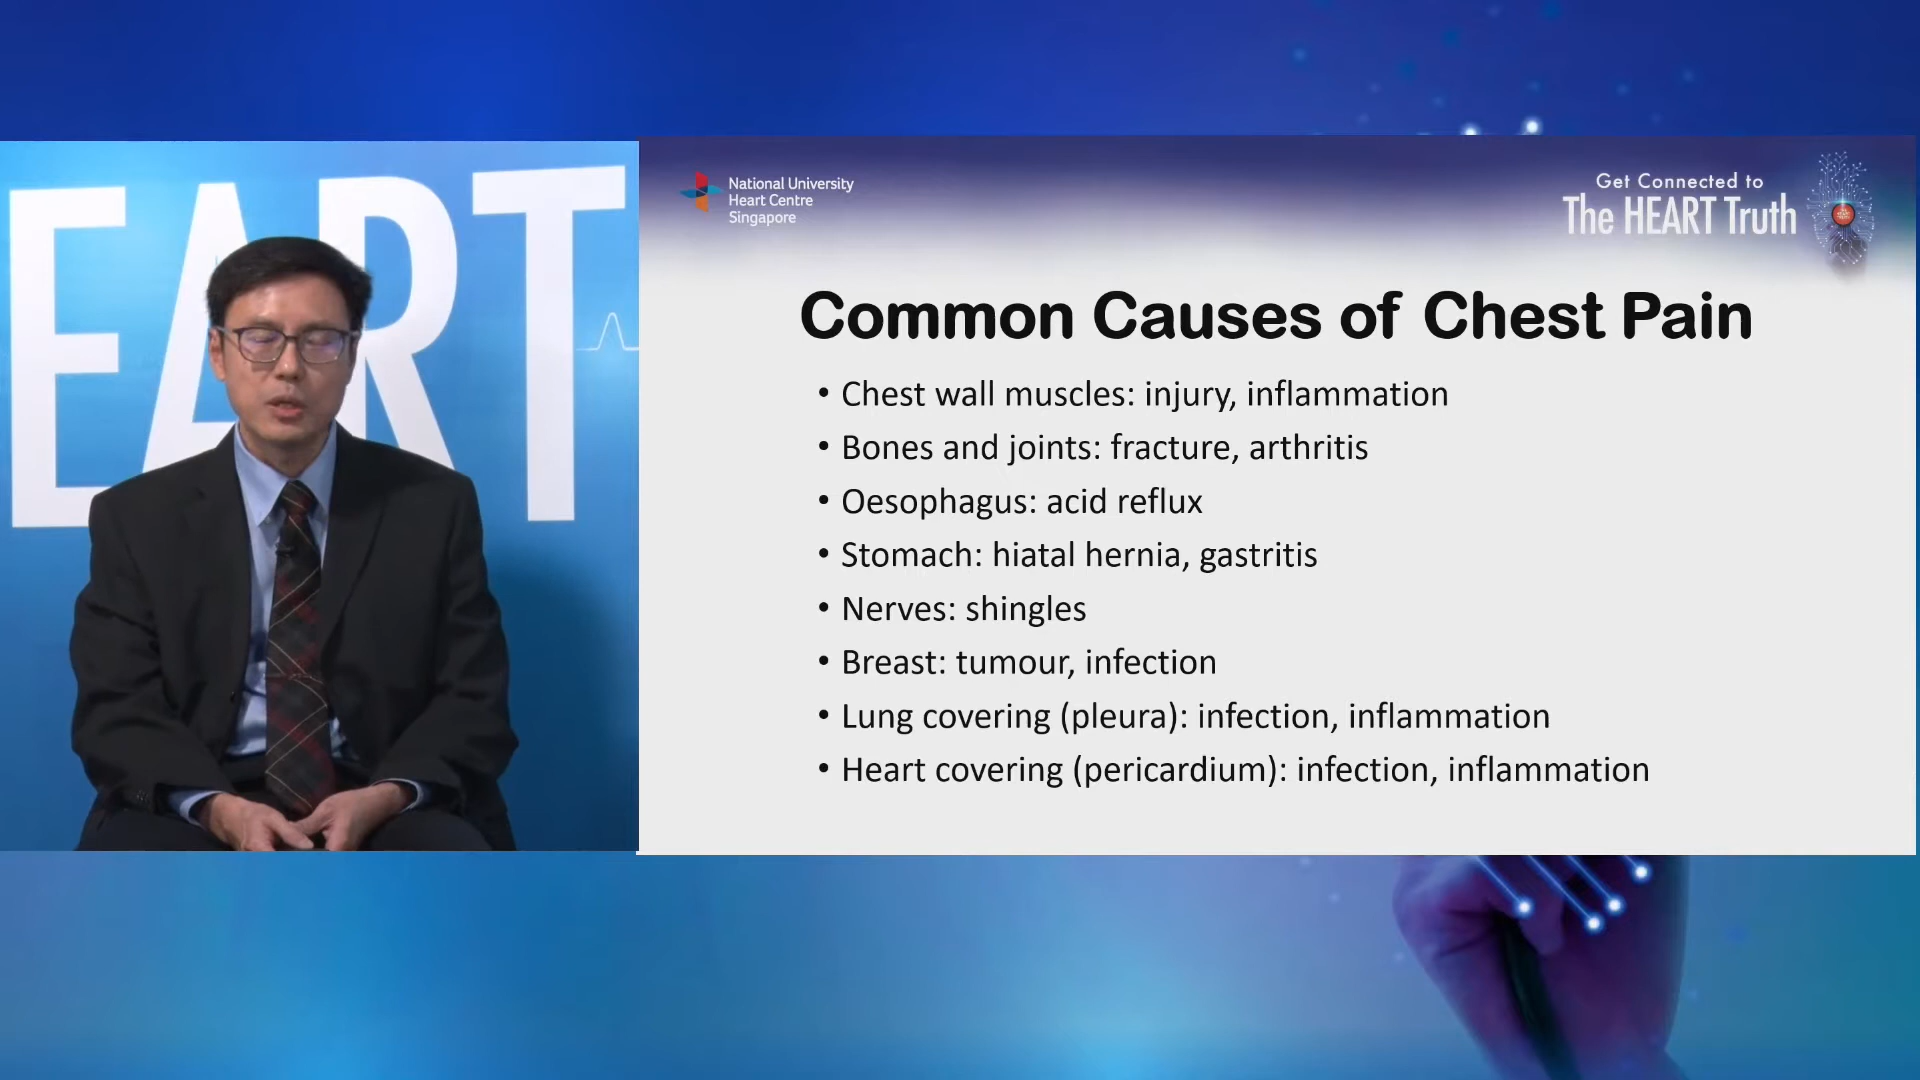 EART
National University
Heart Centre
Singapore
Get Connected to
The HEART Truth
Common Causes of Chest Pain
• Chest wall muscles: injury, inflammation
• Bones and joints: fracture, arthritis
• Oesophagus: acid reflux
• Stomach: hiatal hernia, gastritis
• Nerves: shingles
• Breast: tumour, infection
• Lung covering (pleura): infection, inflammation
• Heart covering (pericardium): infection, inflammation